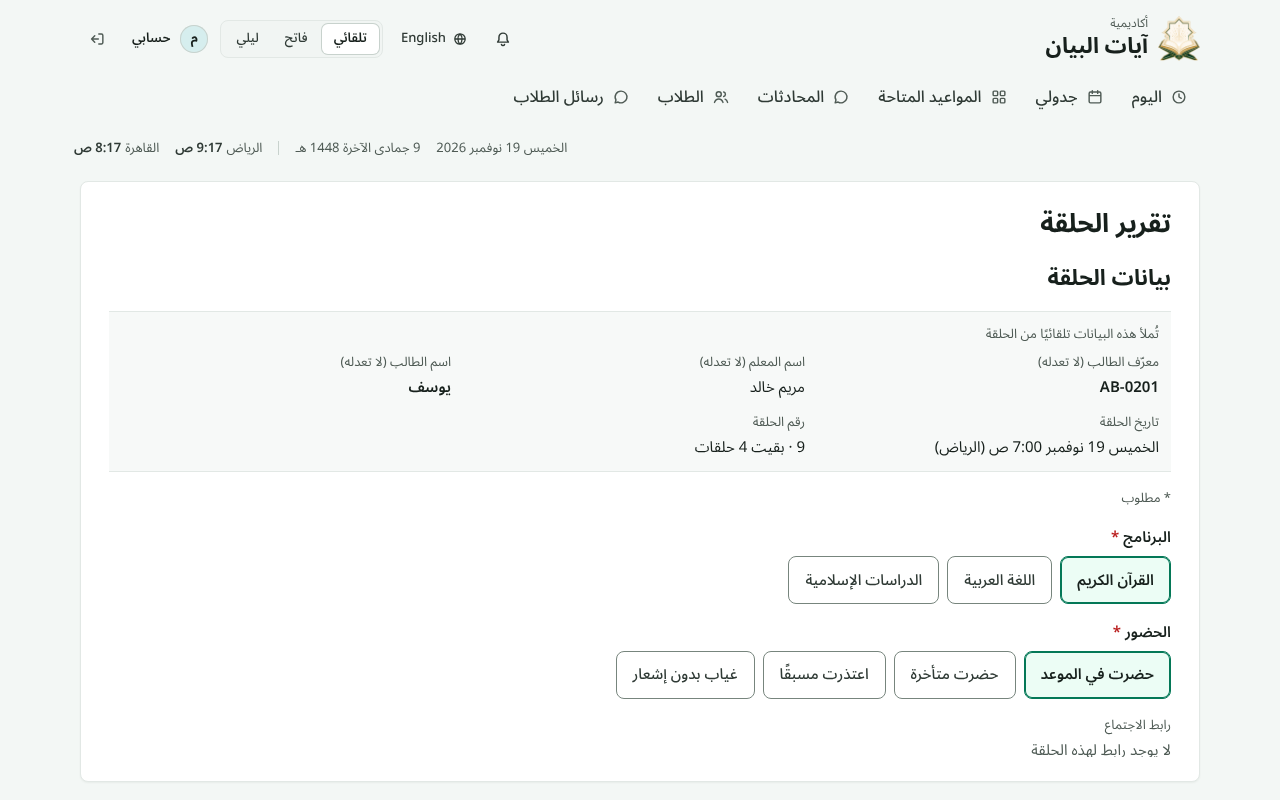 أكاديمية
آيات البيان
English
تلقائي
فاتح
ليلي
م
حسابي
اليوم
جدولي
المواعيد المتاحة
المحادثات
الطلاب
رسائل الطلاب
الخميس 19 نوفمبر 2026
9 جمادى الآخرة 1448 هـ
الرياض 9:17 ص
القاهرة 8:17 ص
تقرير الحلقة
بيانات الحلقة
تُملأ هذه البيانات تلقائيًا من الحلقة
معرّف الطالب (لا تعدله)
AB-0201
اسم المعلم (لا تعدله)
مريم خالد
اسم الطالب (لا تعدله)
يوسف
تاريخ الحلقة
الخميس 19 نوفمبر 7:00 ص (الرياض)
رقم الحلقة
9 · بقيت 4 حلقات
* مطلوب
البرنامج *
القرآن الكريم
اللغة العربية
الدراسات الإسلامية
الحضور *
حضرت في الموعد
حضرت متأخرة
اعتذرت مسبقًا
غياب بدون إشعار
رابط الاجتماع
لا يوجد رابط لهذه الحلقة